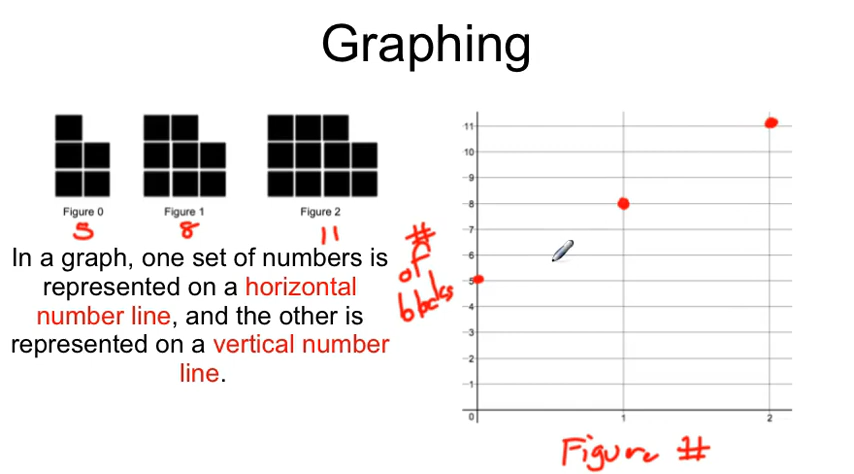 Graphing
Figure 0
Figure 1
Figure 2
5
8
11
In a graph, one set of numbers is
represented on a horizontal
number line, and the other is
represented on a vertical number
line.
#
of
blocks
11
10
9
8
7
6
5
4
3
2
1
0
1
2
Figure #